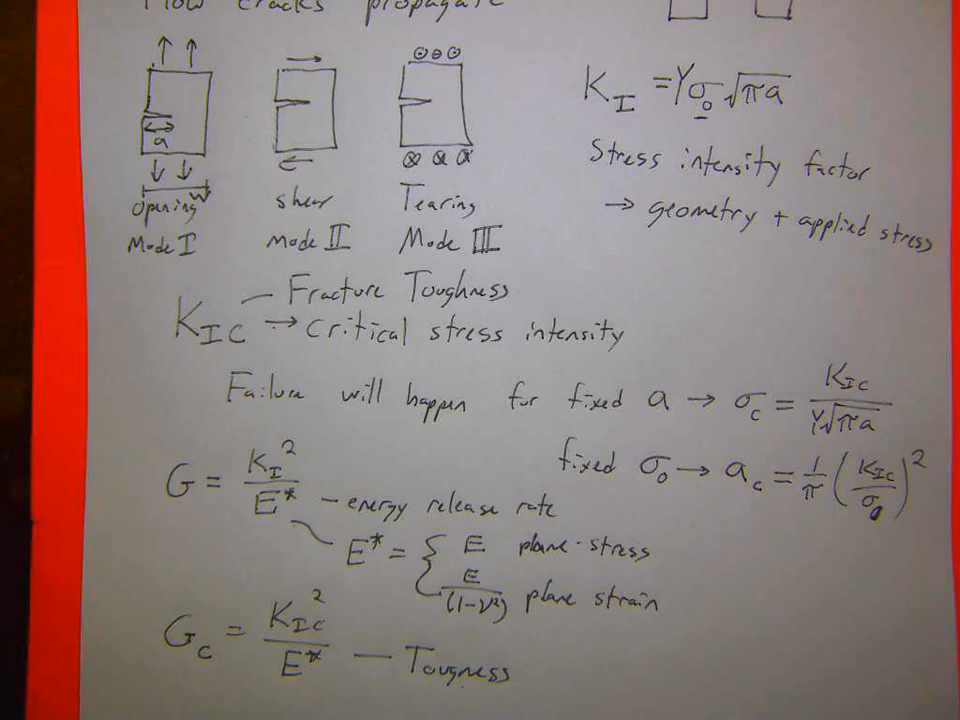 How cracks propagate
a
w
opening
Mode I
shear
mode II
Tearing
Mode III
K_I = Yσ_o√πa
Stress intensity factor
→ geometry + applied stress
K_IC — Fracture Toughness
→ critical stress intensity
Failure will happen for fixed a → σ_c = K_IC / Y√πa
fixed σ_o → a_c = 1/π (K_IC/σ_o)²
G = K_I²/E* — energy release rate
E* = { E plane-stress
E/(1-ν²) plane strain
G_c = K_IC²/E* — Tougness